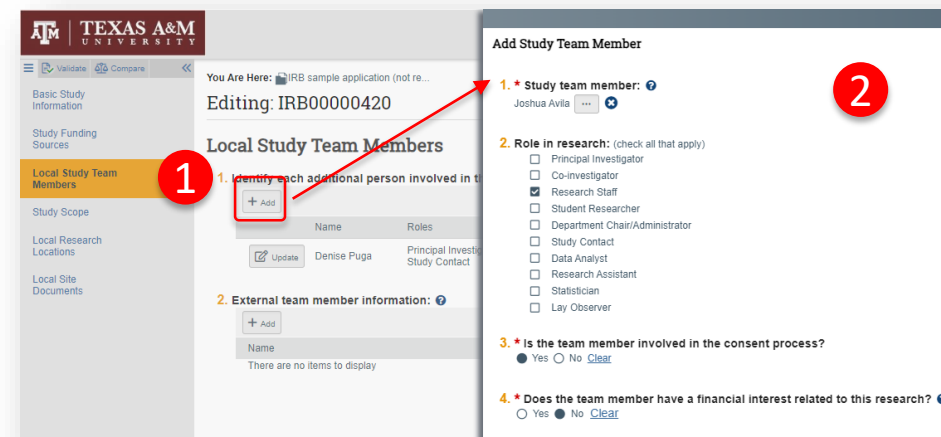 TEXAS A&M
UNIVERSITY
Validate Compare
Basic Study
Information
Study Funding
Sources
Local Study Team
Members
Study Scope
Local Research
Locations
Local Site
Documents
1
You Are Here: IRB sample application (not re...
Editing: IRB00000420
Local Study Team Members
1. Identify each additional person involved in
+ Add
Name Roles
Update Denise Puga Principal
Study Contact
2. External team member information: ?
+ Add
Name
There are no items to display
Add Study Team Member
2
1. * Study team member: ?
Joshua Avila ...
2. Role in research: (check all that apply)
Principal Investigator
Co-investigator
Research Staff
Student Researcher
Department Chair/Administrator
Study Contact
Data Analyst
Research Assistant
Statistician
Lay Observer
3. * Is the team member involved in the consent process?
Yes No Clear
4. * Does the team member have a financial interest related to this research?
Yes No Clear